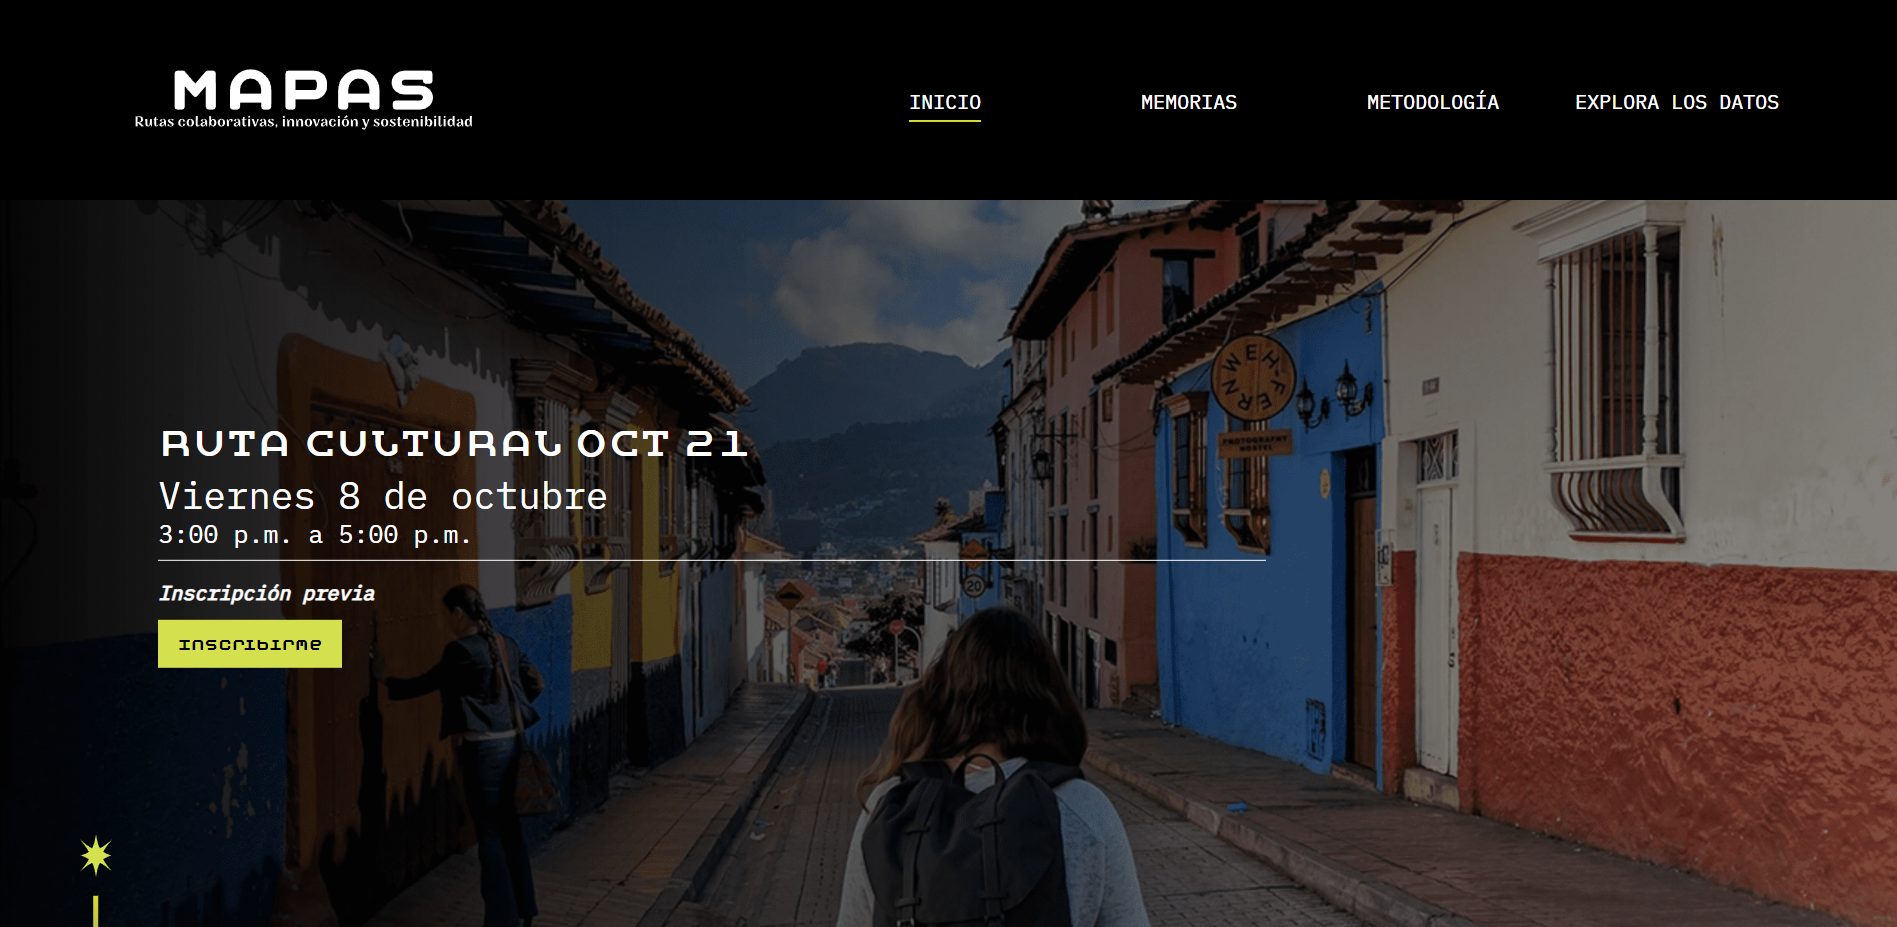 MAPAS
Rutas colaborativas, innovación y sostenibilidad
INICIO
MEMORIAS
METODOLOGÍA
EXPLORA LOS DATOS
RUTA CULTURAL OCT 21
Viernes 8 de octubre
3:00 p.m. a 5:00 p.m.
Inscripción previa
Inscribirme
FERNWEH
PHOTOGRAPHY
HOSTEL
20